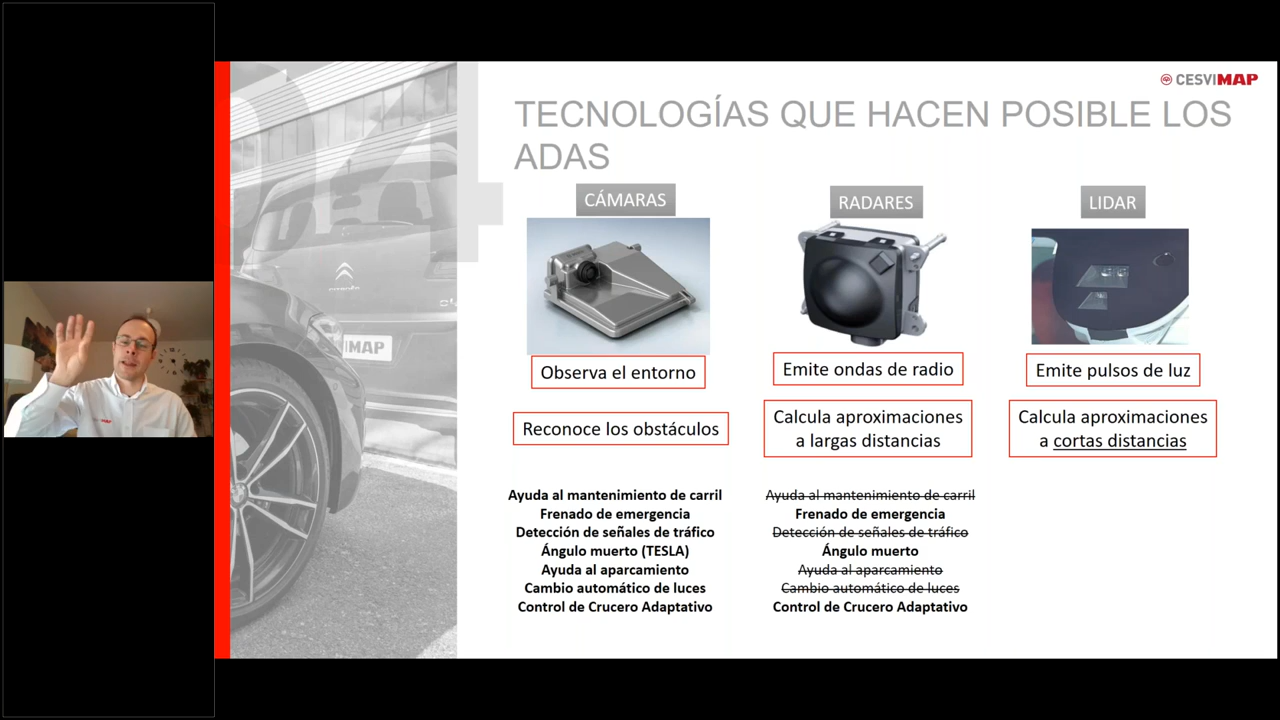 CESVIMAP
TECNOLOGÍAS QUE HACEN POSIBLE LOS
ADAS
CÁMARAS
Observa el entorno
Reconoce los obstáculos
Ayuda al mantenimiento de carril
Frenado de emergencia
Detección de señales de tráfico
Ángulo muerto (TESLA)
Ayuda al aparcamiento
Cambio automático de luces
Control de Crucero Adaptativo
RADARES
Emite ondas de radio
Calcula aproximaciones
a largas distancias
Ayuda al mantenimiento de carril
Frenado de emergencia
Detección de señales de tráfico
Ángulo muerto
Ayuda al aparcamiento
Cambio automático de luces
Control de Crucero Adaptativo
LIDAR
Emite pulsos de luz
Calcula aproximaciones
a cortas distancias
04
CITROËN
IMAP